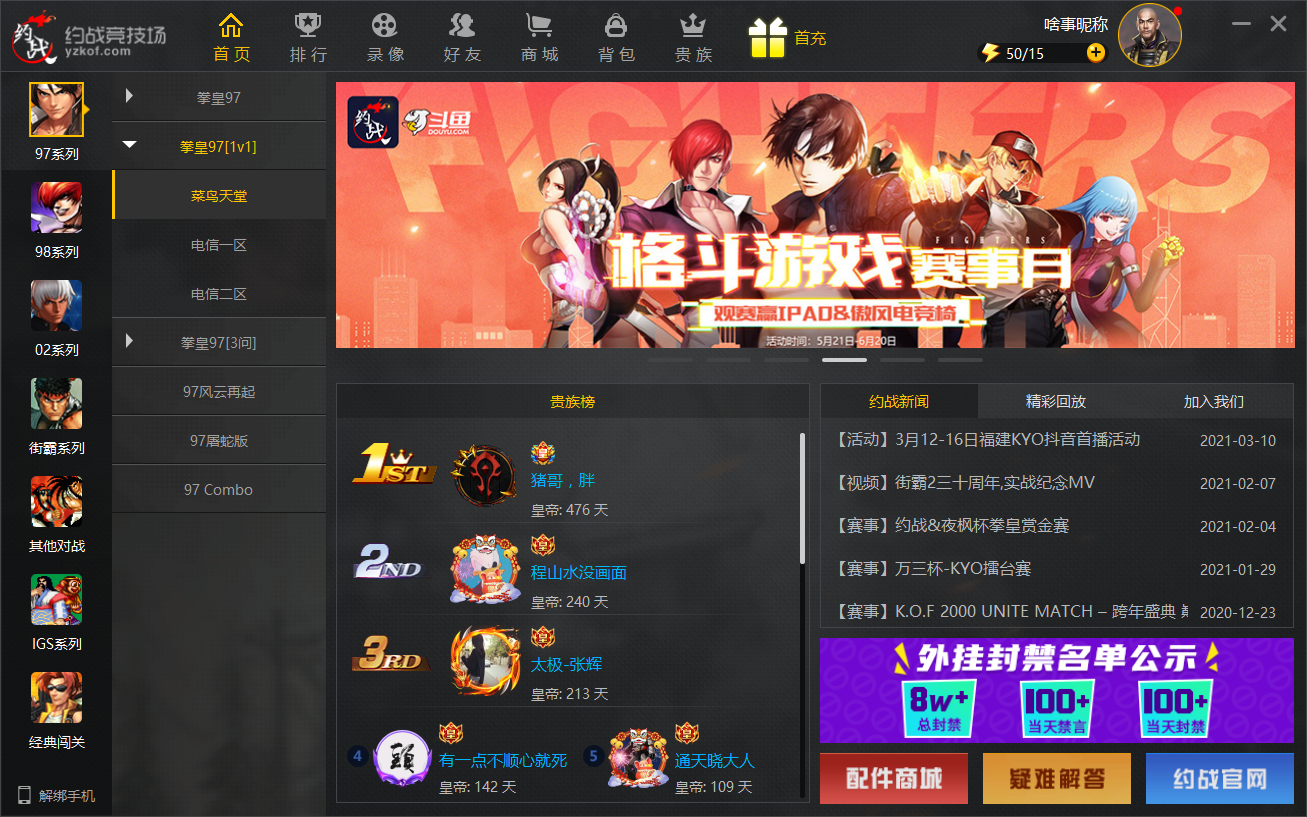 约战
约战竞技场
yzkof.com
首页
排行
录像
好友
商城
背包
贵族
首充
啥事昵称
50/15
97系列
98系列
02系列
街霸系列
其他对战
IGS系列
经典闯关
解绑手机
拳皇97
拳皇97[1v1]
菜鸟天堂
电信一区
电信二区
拳皇97[3问]
97风云再起
97屠蛇版
97 Combo
FIGHTERS
约战
斗鱼
DOUYU.COM
FIGHTERS
格斗游戏赛事月
观赛赢IPAD&傲风电竞椅
活动时间：5月21日-6月20日
贵族榜
1ST
皇
猪哥，胖
皇帝: 476 天
2ND
皇
程山水没画面
皇帝: 240 天
3RD
皇
太极-张辉
皇帝: 213 天
4
頭
皇
有一点不顺心就死
皇帝: 142 天
5
皇
通天晓大人
皇帝: 109 天
约战新闻
精彩回放
加入我们
【活动】3月12-16日福建KYO抖音首播活动 2021-03-10
【视频】街霸2三十周年,实战纪念MV 2021-02-07
【赛事】约战&夜枫杯拳皇赏金赛 2021-02-04
【赛事】万三杯-KYO擂台赛 2021-01-29
【赛事】K.O.F 2000 UNITE MATCH – 跨年盛典 2020-12-23
外挂封禁名单公示
8w+
总封禁
100+
当天禁言
100+
当天封禁
配件商城
疑难解答
约战官网